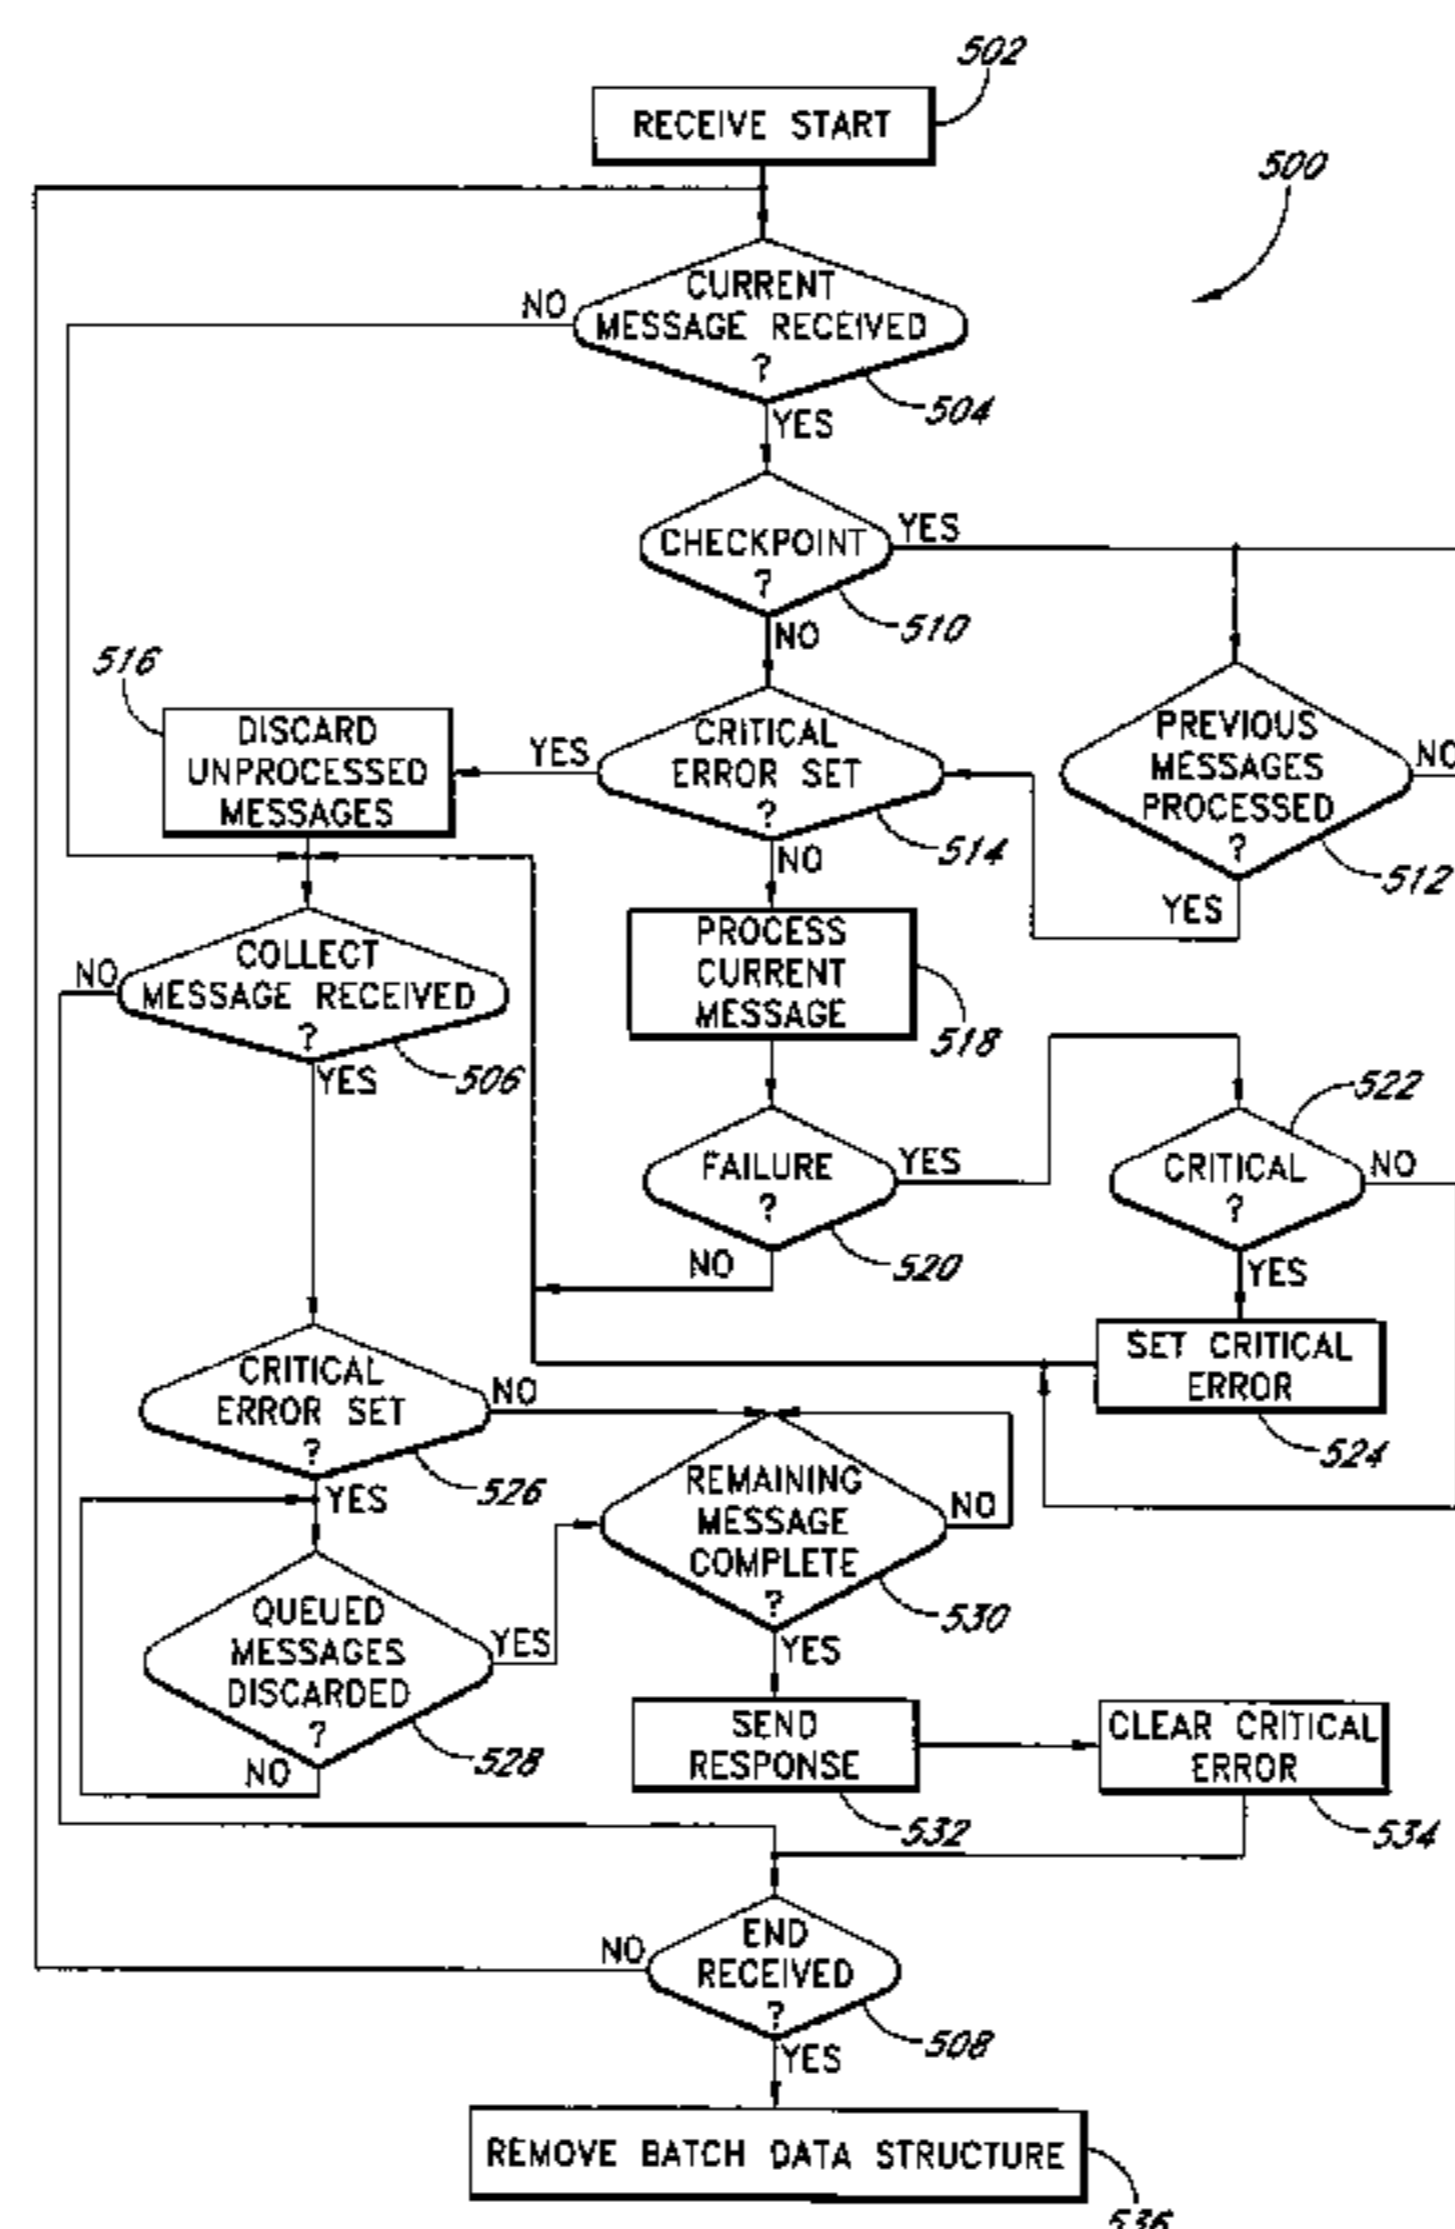 502
RECEIVE START
500
CURRENT
MESSAGE RECEIVED
?
NO
504
YES
CHECKPOINT
?
YES
510
NO
516
DISCARD
UNPROCESSED
MESSAGES
YES
CRITICAL
ERROR SET
?
514
NO
PREVIOUS
MESSAGES
PROCESSED
?
NO
512
YES
PROCESS
CURRENT
MESSAGE
518
NO
COLLECT
MESSAGE RECEIVED
?
506
YES
FAILURE
?
YES
520
NO
522
CRITICAL
?
NO
YES
SET CRITICAL
ERROR
524
CRITICAL
ERROR SET
?
NO
526
YES
REMAINING
MESSAGE
COMPLETE
?
NO
530
YES
QUEUED
MESSAGES
DISCARDED
?
YES
528
NO
SEND
RESPONSE
532
CLEAR CRITICAL
ERROR
534
END
RECEIVED
?
NO
508
YES
REMOVE BATCH DATA STRUCTURE
536